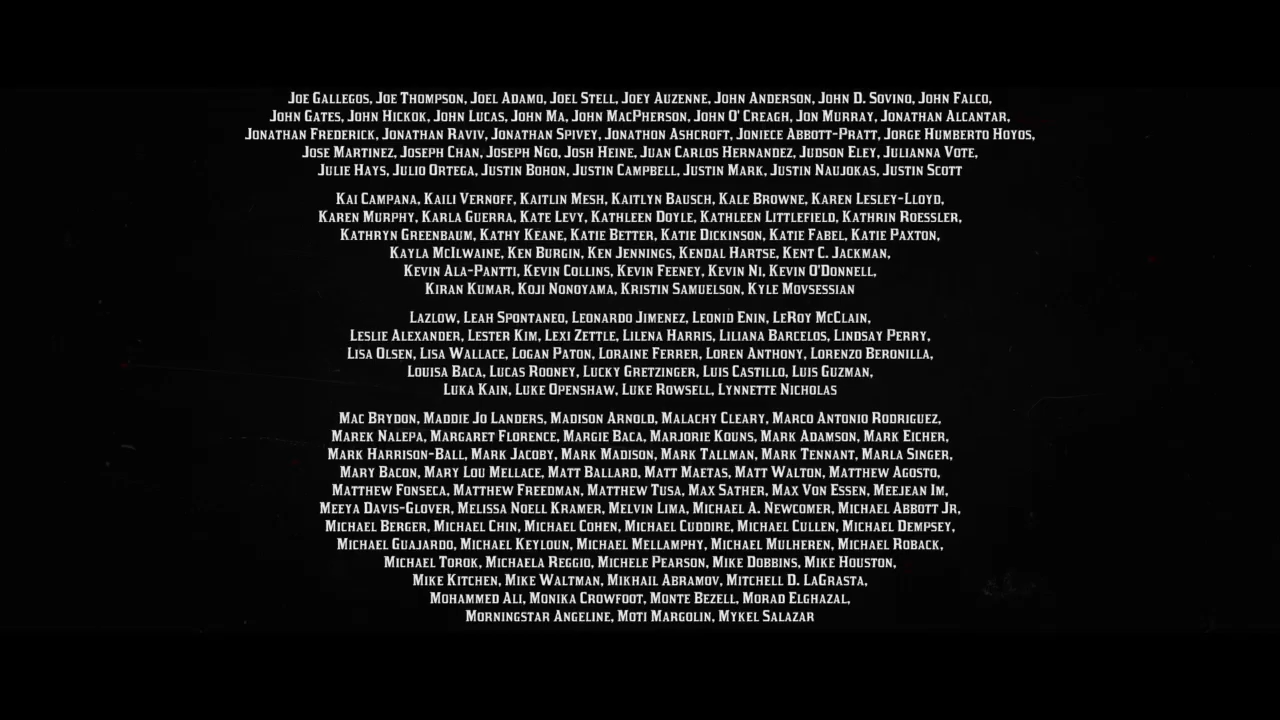 Joe Gallegos, Joe Thompson, Joel Adamo, Joel Stell, Joey Auzenne, John Anderson, John D. Sovino, John Falco,
John Gates, John Hickok, John Lucas, John Ma, John MacPherson, John O' Creagh, Jon Murray, Jonathan Alcantar,
Jonathan Frederick, Jonathan Raviv, Jonathan Spivey, Jonathon Ashcroft, Joniece Abbott-Pratt, Jorge Humberto Hoyos,
Jose Martinez, Joseph Chan, Joseph Ngo, Josh Heine, Juan Carlos Hernandez, Judson Eley, Julianna Vote,
Julie Hays, Julio Ortega, Justin Bohon, Justin Campbell, Justin Mark, Justin Naujokas, Justin Scott
Kai Campana, Kaili Vernoff, Kaitlin Mesh, Kaitlyn Bausch, Kale Browne, Karen Lesley-Lloyd,
Karen Murphy, Karla Guerra, Kate Levy, Kathleen Doyle, Kathleen Littlefield, Kathrin Roessler,
Kathryn Greenbaum, Kathy Keane, Katie Better, Katie Dickinson, Katie Fabel, Katie Paxton,
Kayla McIlwaine, Ken Burgin, Ken Jennings, Kendal Hartse, Kent C. Jackman,
Kevin Ala-Pantti, Kevin Collins, Kevin Feeney, Kevin Ni, Kevin O'Donnell,
Kiran Kumar, Koji Nonoyama, Kristin Samuelson, Kyle Movsessian
Lazlow, Leah Spontaneo, Leonardo Jimenez, Leonid Enin, LeRoy McClain,
Leslie Alexander, Lester Kim, Lexi Zettle, Lilena Harris, Liliana Barcelos, Lindsay Perry,
Lisa Olsen, Lisa Wallace, Logan Paton, Loraine Ferrer, Loren Anthony, Lorenzo Beronilla,
Louisa Baca, Lucas Rooney, Lucky Gretzinger, Luis Castillo, Luis Guzman,
Luka Kain, Luke Openshaw, Luke Rowsell, Lynnette Nicholas
Mac Brydon, Maddie Jo Landers, Madison Arnold, Malachy Cleary, Marco Antonio Rodriguez,
Marek Nalepa, Margaret Florence, Margie Baca, Marjorie Kouns, Mark Adamson, Mark Eicher,
Mark Harrison-Ball, Mark Jacoby, Mark Madison, Mark Tallman, Mark Tennant, Marla Singer,
Mary Bacon, Mary Lou Mellace, Matt Ballard, Matt Maetas, Matt Walton, Matthew Agosto,
Matthew Fonseca, Matthew Freedman, Matthew Tusa, Max Sather, Max Von Essen, Meejean Im,
Meeya Davis-Glover, Melissa Noell Kramer, Melvin Lima, Michael A. Newcomer, Michael Abbott Jr,
Michael Berger, Michael Chin, Michael Cohen, Michael Cuddire, Michael Cullen, Michael Dempsey,
Michael Guajardo, Michael Keyloun, Michael Mellamphy, Michael Mulheren, Michael Roback,
Michael Torok, Michaela Reggio, Michele Pearson, Mike Dobbins, Mike Houston,
Mike Kitchen, Mike Waltman, Mikhail Abramov, Mitchell D. LaGrasta,
Mohammed Ali, Monika Crowfoot, Monte Bezell, Morad Elghazal,
Morningstar Angeline, Moti Margolin, Mykel Salazar